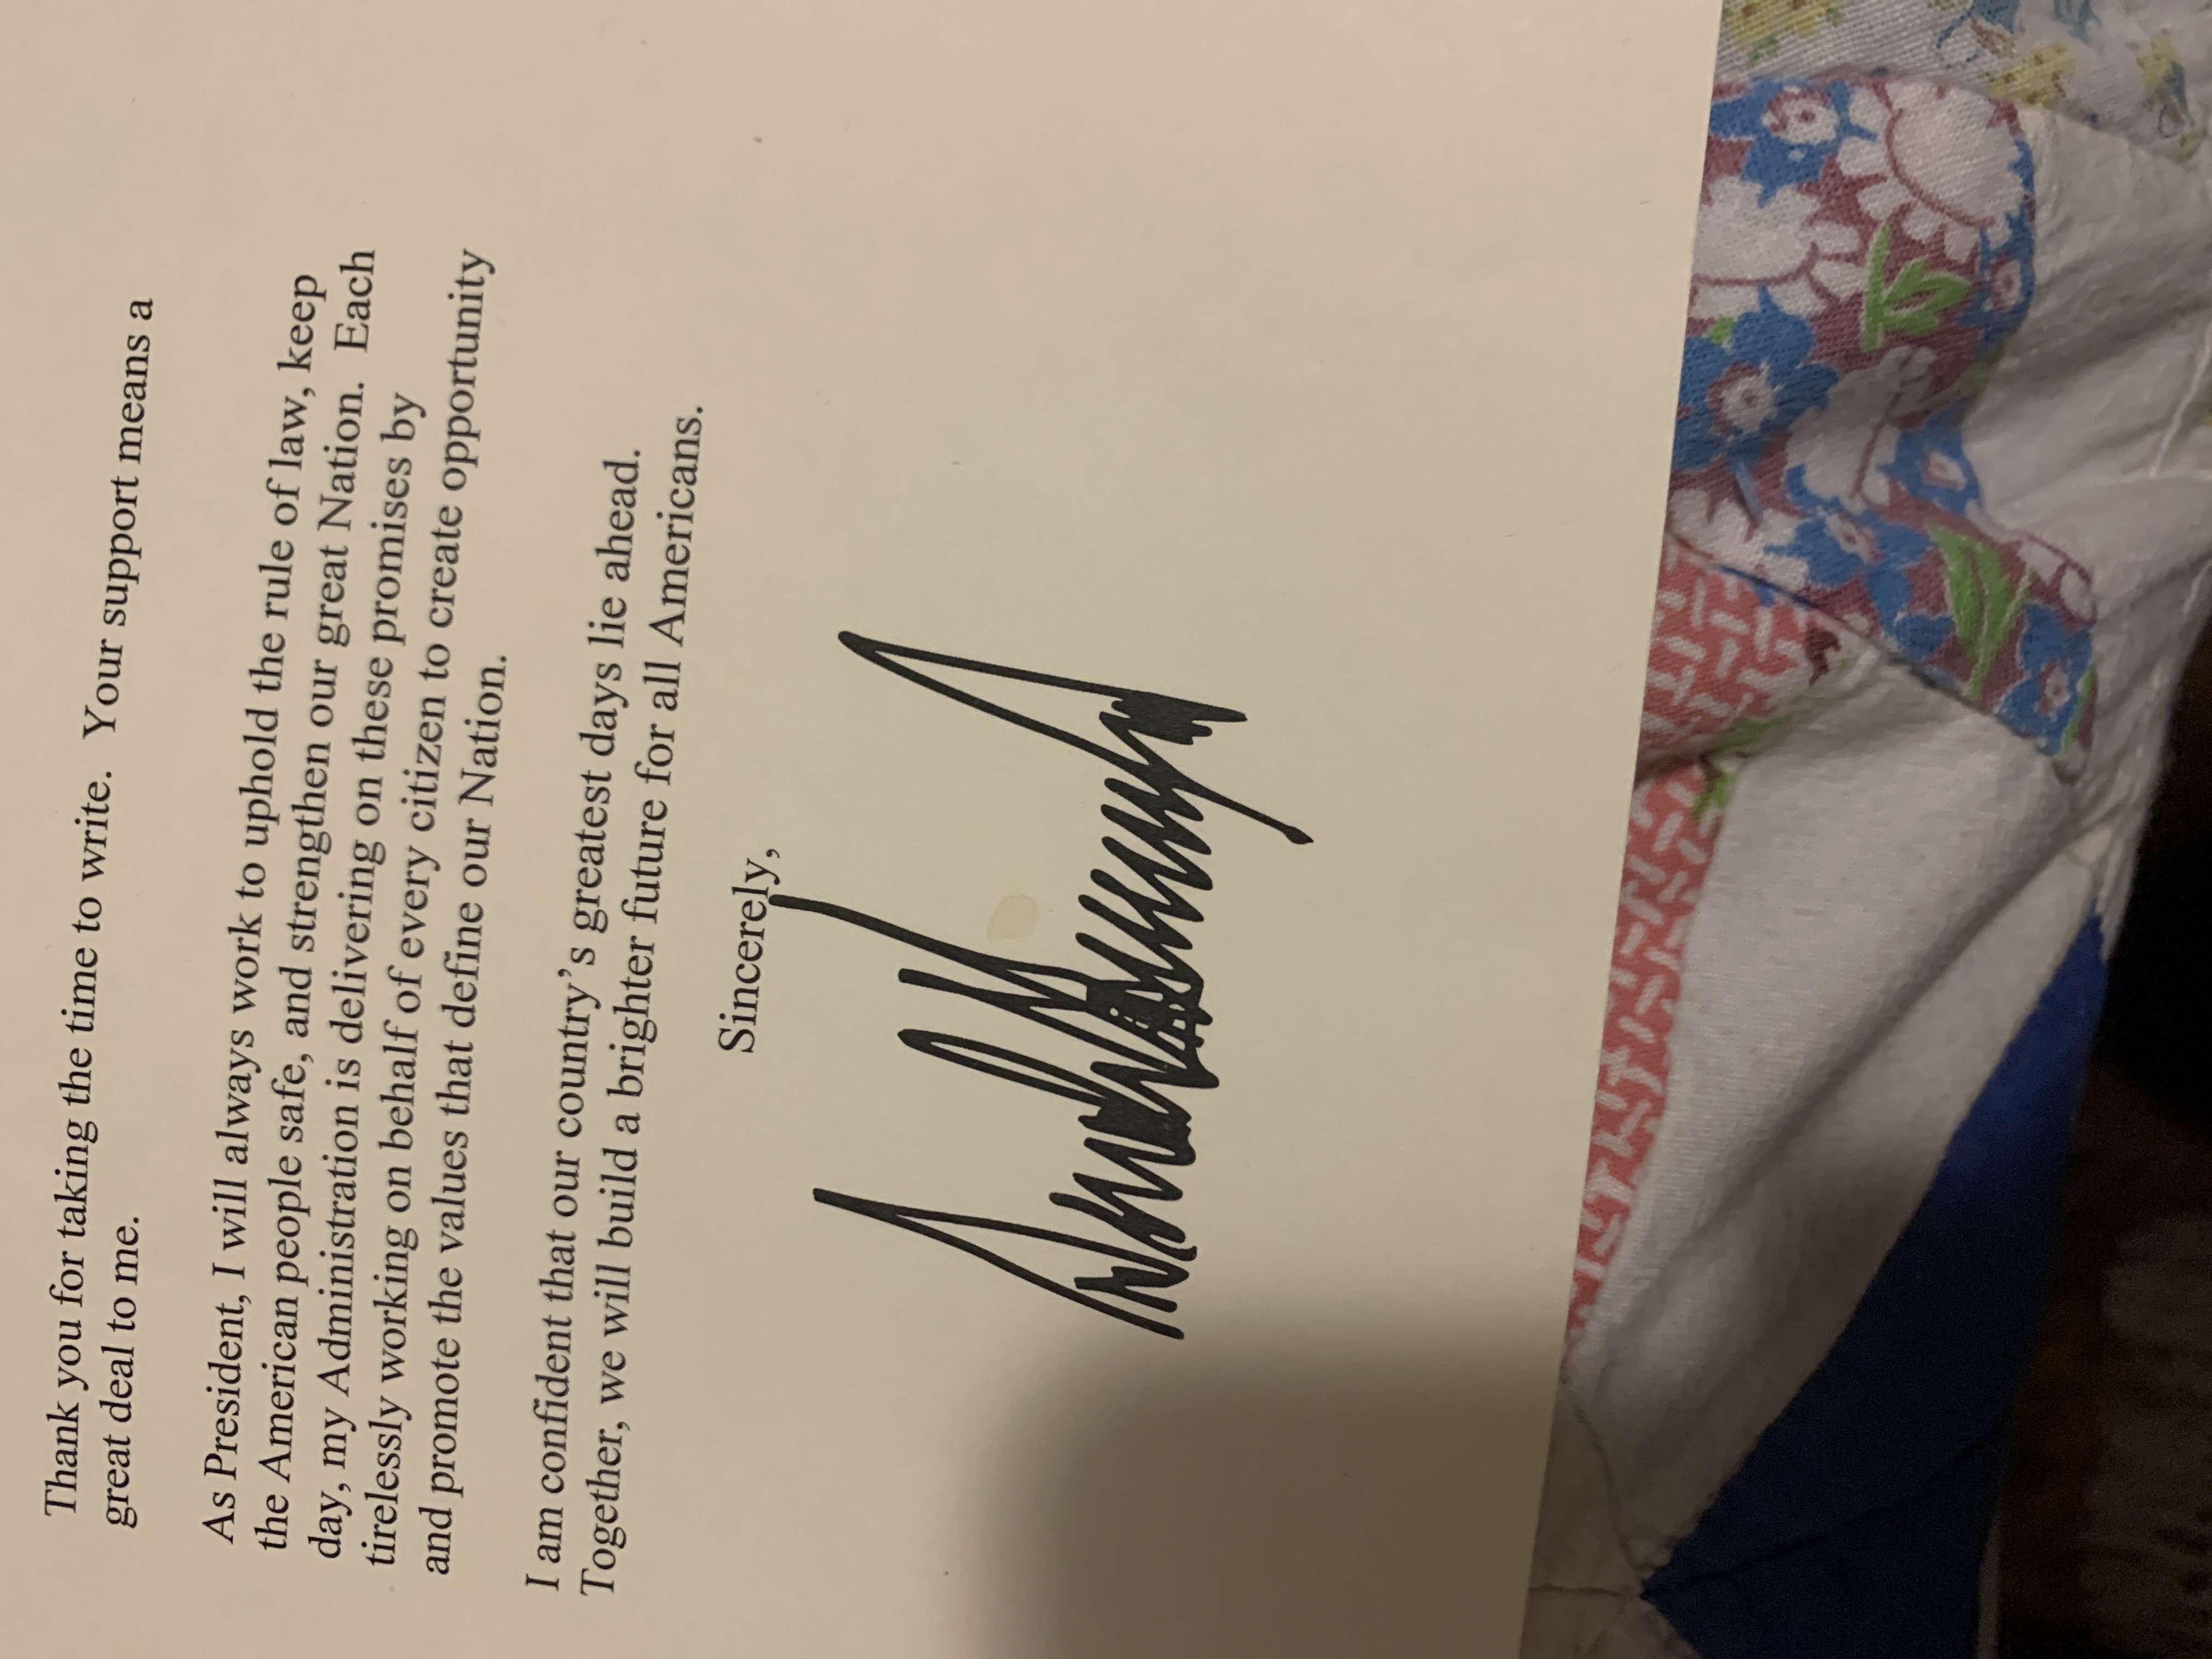 Thank you for taking the time to write. Your support means a
great deal to me.
As President, I will always work to uphold the rule of law, keep
the American people safe, and strengthen our great Nation. Each
day, my Administration is delivering on these promises by
tirelessly working on behalf of every citizen to create opportunity
and promote the values that define our Nation.
I am confident that our country's greatest days lie ahead.
Together, we will build a brighter future for all Americans.
Sincerely,